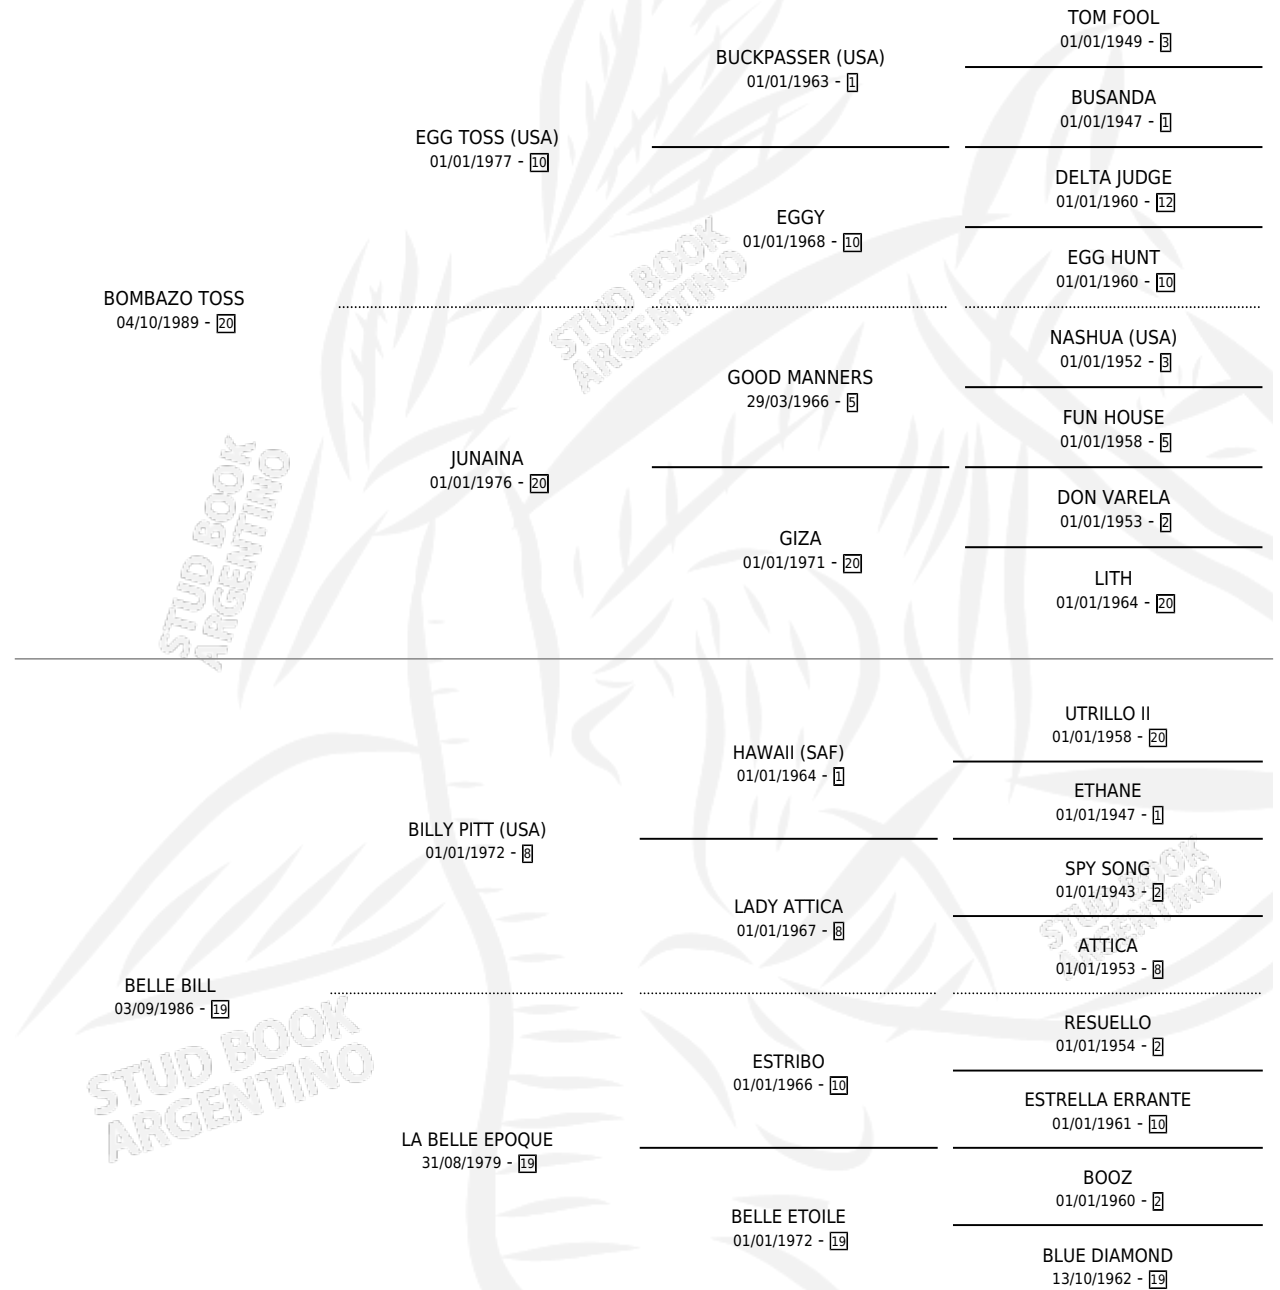 TOM FOOL
01/01/1949 - 3
BUCKPASSER (USA)
01/01/1963 - 1
BUSANDA
01/01/1947 - 1
EGG TOSS (USA)
01/01/1977 - 10
DELTA JUDGE
01/01/1960 - 12
EGGY
01/01/1968 - 10
EGG HUNT
01/01/1960 - 10
BOMBAZO TOSS
04/10/1989 - 20
STUD BOOK
ARGENTINO
NASHUA (USA)
01/01/1952 - 3
GOOD MANNERS
29/03/1966 - 5
FUN HOUSE
01/01/1958 - 5
JUNAINA
01/01/1976 - 20
DON VARELA
01/01/1953 - 2
GIZA
01/01/1971 - 20
LITH
01/01/1964 - 20
STUD BOOK
ARGENTINO
UTRILLO II
01/01/1958 - 20
HAWAII (SAF)
01/01/1964 - 1
ETHANE
01/01/1947 - 1
BILLY PITT (USA)
01/01/1972 - 8
SPY SONG
01/01/1943 - 2
LADY ATTICA
01/01/1967 - 8
ATTICA
01/01/1953 - 8
STUD BOOK
ARGENTINO
BELLE BILL
03/09/1986 - 19
RESUELLO
01/01/1954 - 2
ESTRIBO
01/01/1966 - 10
ESTRELLA ERRANTE
01/01/1961 - 10
STUD BOOK
ARGENTINO
LA BELLE EPOQUE
31/08/1979 - 19
BOOZ
01/01/1960 - 2
BELLE ETOILE
01/01/1972 - 19
BLUE DIAMOND
13/10/1962 - 19